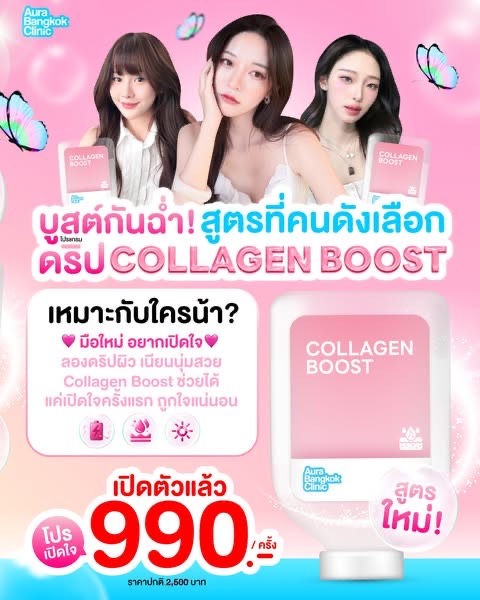 Aura
Bangkok
Clinic
COLLAGEN
BOOST
COLLAGEN
BOOST
บูสต์กันฉ่ำ! สูตรที่คนดังเลือก
โปรแกรม
ดริป COLLAGEN BOOST
เหมาะกับใครน้า?
มือใหม่ อยากเปิดใจ
ลองดริปผิว เนียนนุ่มสวย
Collagen Boost ช่วยได้
แค่เปิดใจครั้งแรก ถูกใจแน่นอน
COLLAGEN
BOOST
Aura
Bangkok
Clinic
สูตร
ใหม่!
เปิดตัวแล้ว
โปร
เปิดใจ
990.- / ครั้ง
ราคาปกติ 2,500 บาท